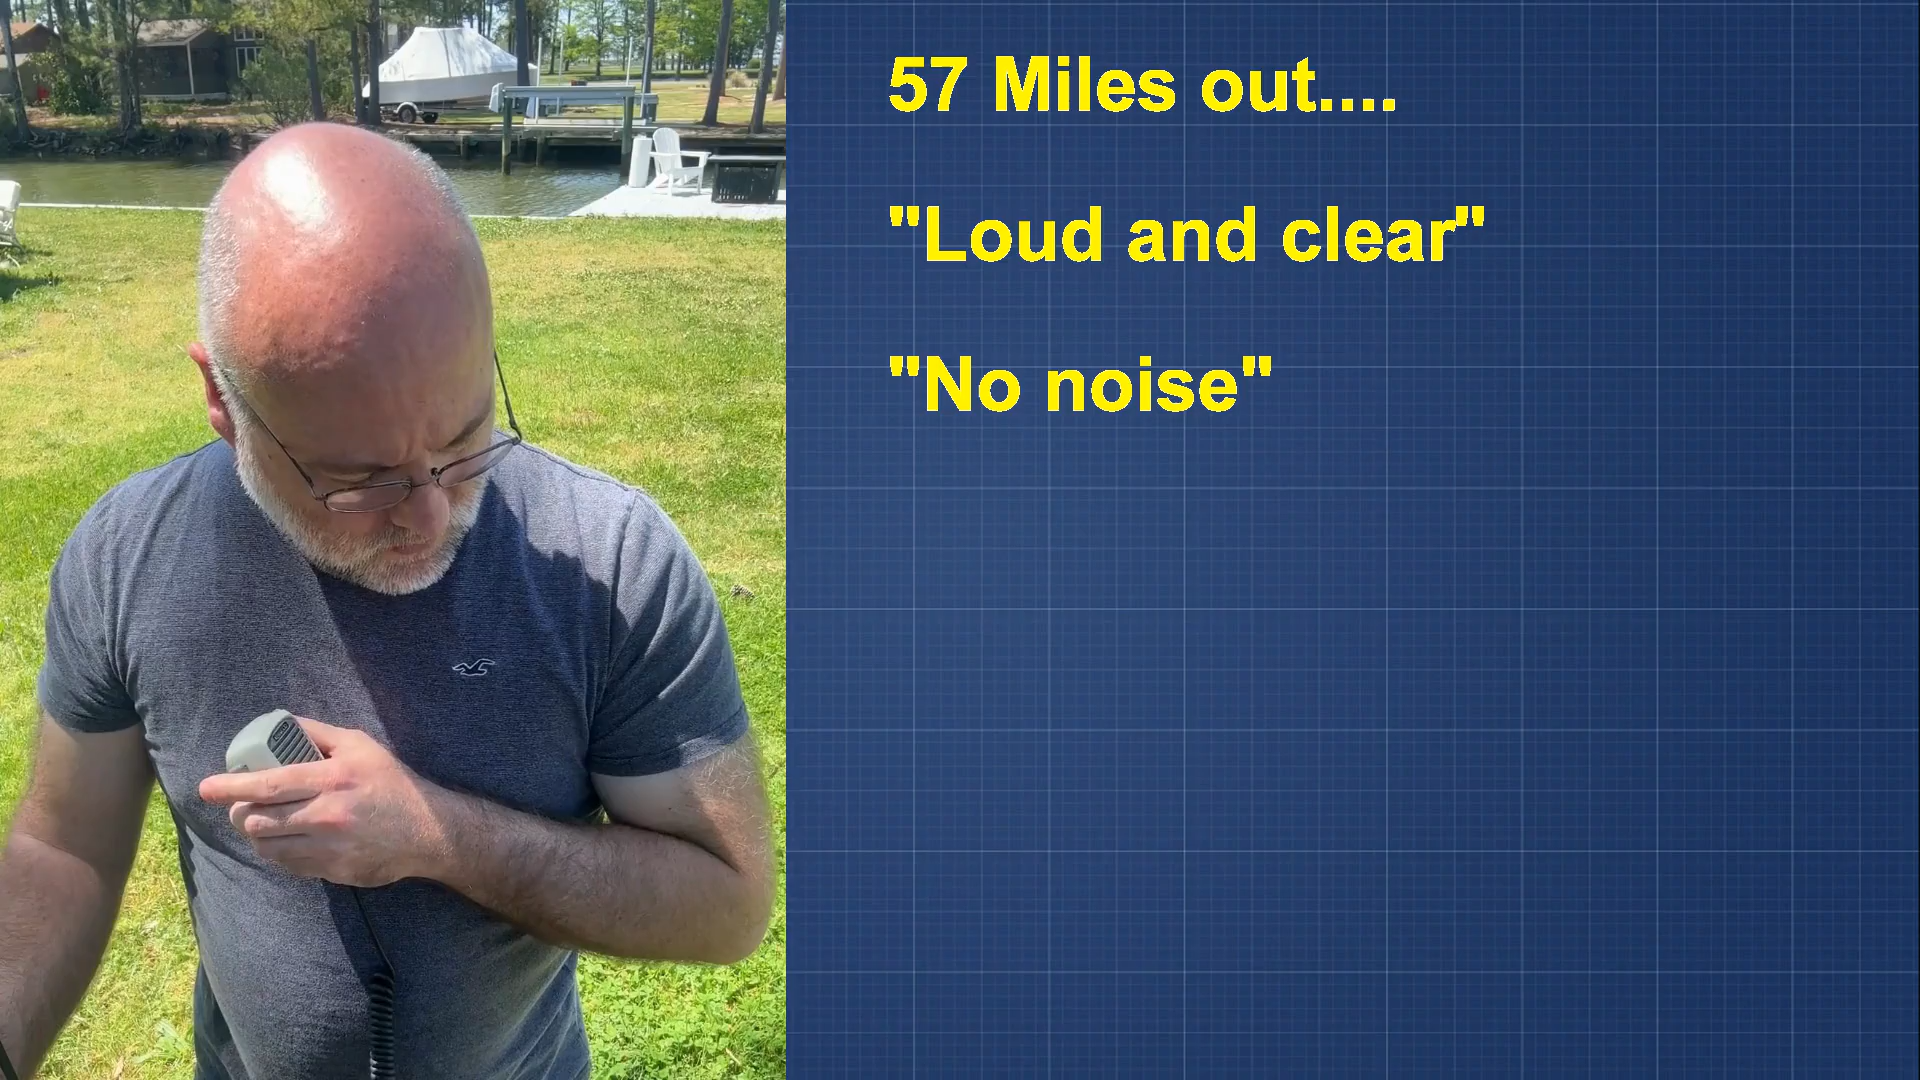 57 Miles out....
"Loud and clear"
"No noise"